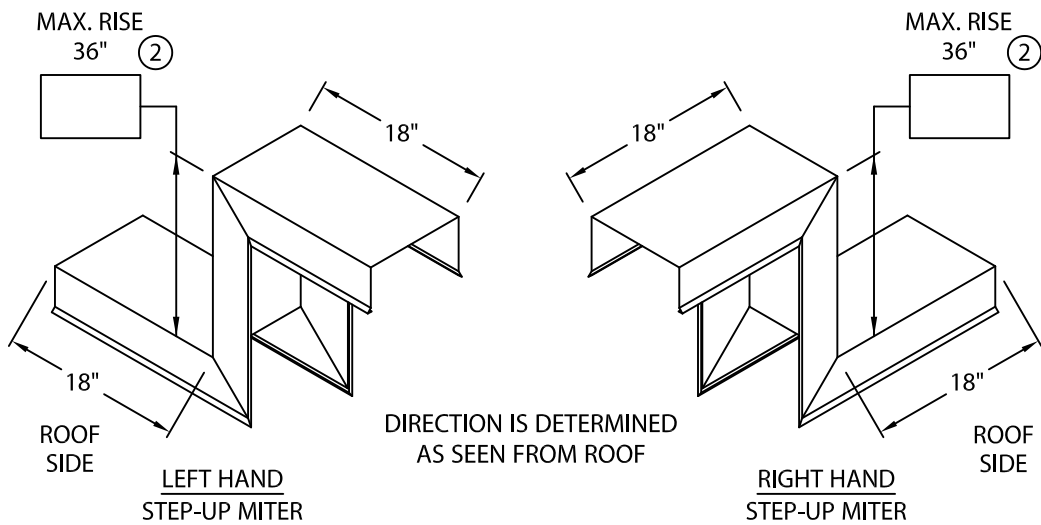 MAX. RISE
36" 2
18"
18"
ROOF
SIDE
LEFT HAND
STEP-UP MITER
DIRECTION IS DETERMINED
AS SEEN FROM ROOF
MAX. RISE
36" 2
18"
18"
ROOF
SIDE
RIGHT HAND
STEP-UP MITER